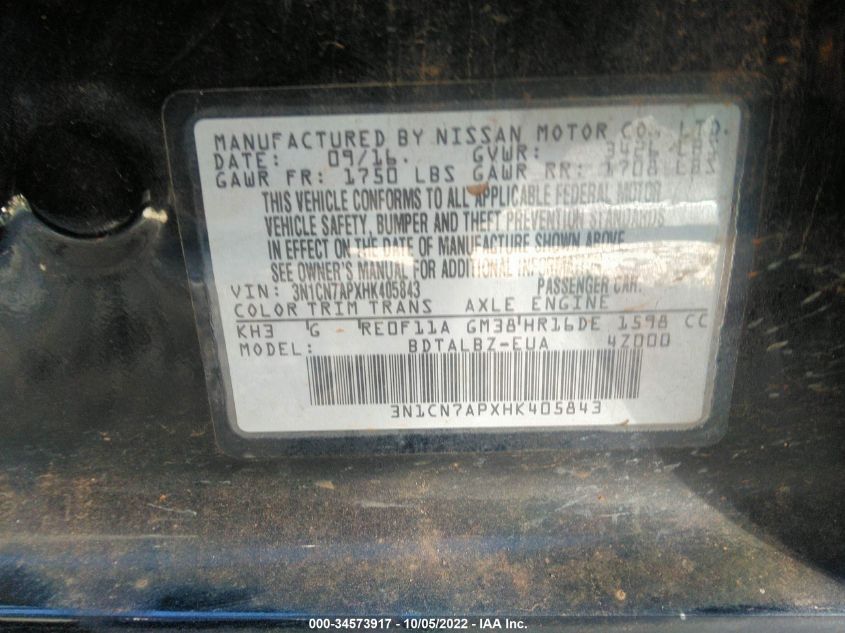 MANUFACTURED BY NISSAN MOTOR CO., LTD.
DATE: 09/16. GVWR: LBS
GAWR FR: 1750 LBS GAWR RR: 1708 LBS
THIS VEHICLE CONFORMS TO ALL APPLICABLE FEDERAL MOTOR
VEHICLE SAFETY, BUMPER AND THEFT PREVENTION STANDARDS
IN EFFECT ON THE DATE OF MANUFACTURE SHOWN ABOVE.
SEE OWNER'S MANUAL FOR ADDITIONAL INFORMATION.
VIN: 3N1CN7APXHK405843 PASSENGER CAR.
COLOR TRIM TRANS AXLE ENGINE
KH3 G RE0F11A GM38 HR16DE 1598 CC
MODEL: BDTALBZ-EUA 4Z000
3N1CN7APXHK405843
000-34573917 - 10/05/2022 - IAA Inc.